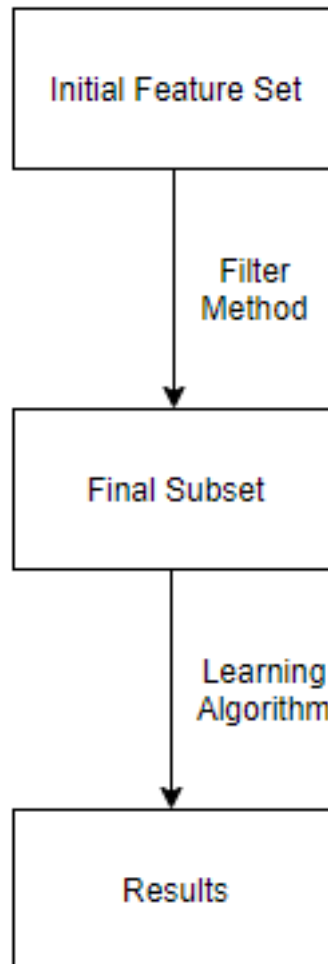 Initial Feature Set
Filter
Method
Final Subset
Learning
Algorithm
Results